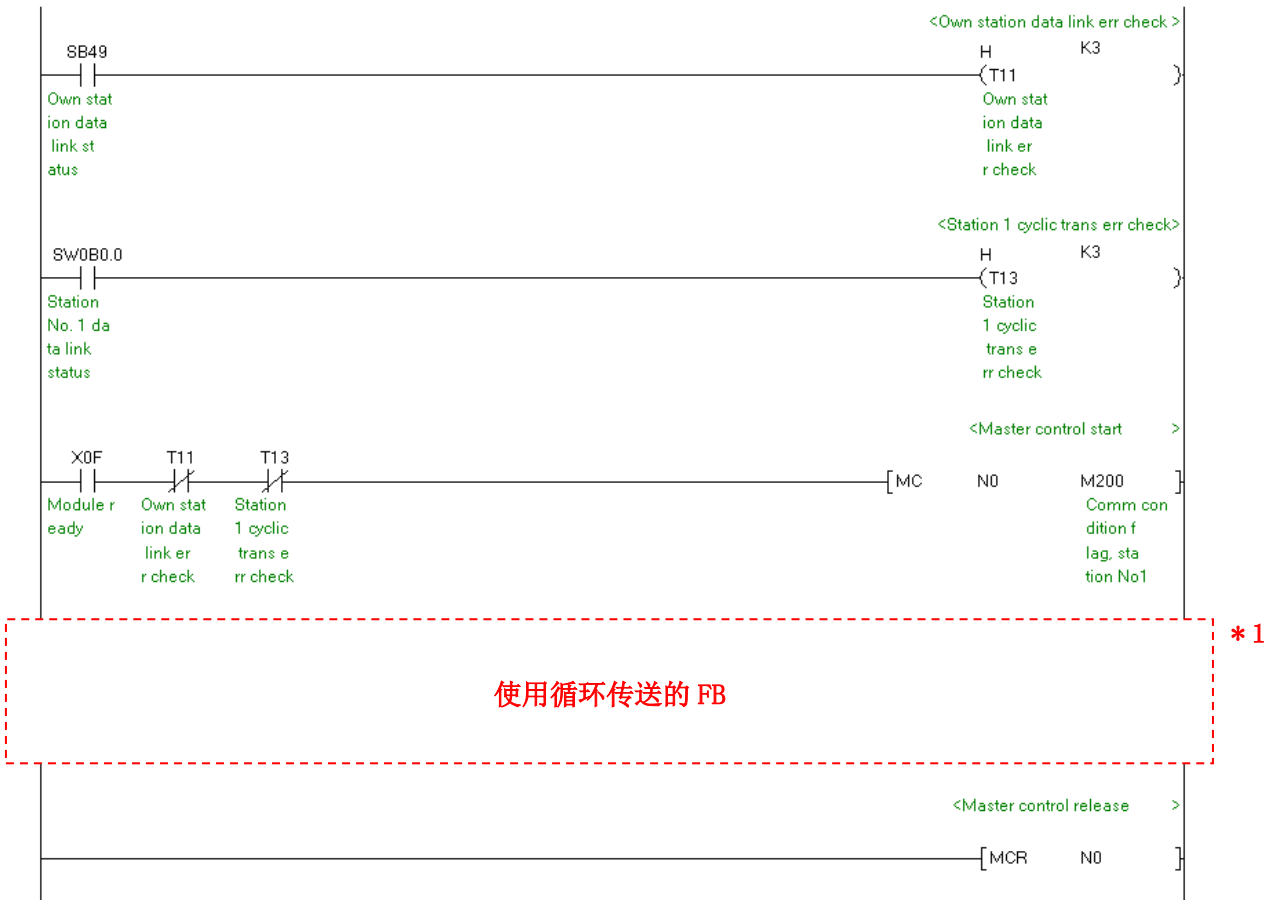 <Own station data link err check >
SB49
H K3
(T11 )
Own stat
ion data
link st
atus
Own stat
ion data
link er
r check
<Station 1 cyclic trans err check>
SW0B0.0
H K3
(T13 )
Station
No. 1 da
ta link
status
Station
1 cyclic
trans e
rr check
<Master control start >
X0F T11 T13
[MC N0 M200 ]
Module r
eady
Own stat
ion data
link er
r check
Station
1 cyclic
trans e
rr check
Comm con
dition f
lag, sta
tion No1
*1
使用循环传送的 FB
<Master control release >
[MCR N0 ]